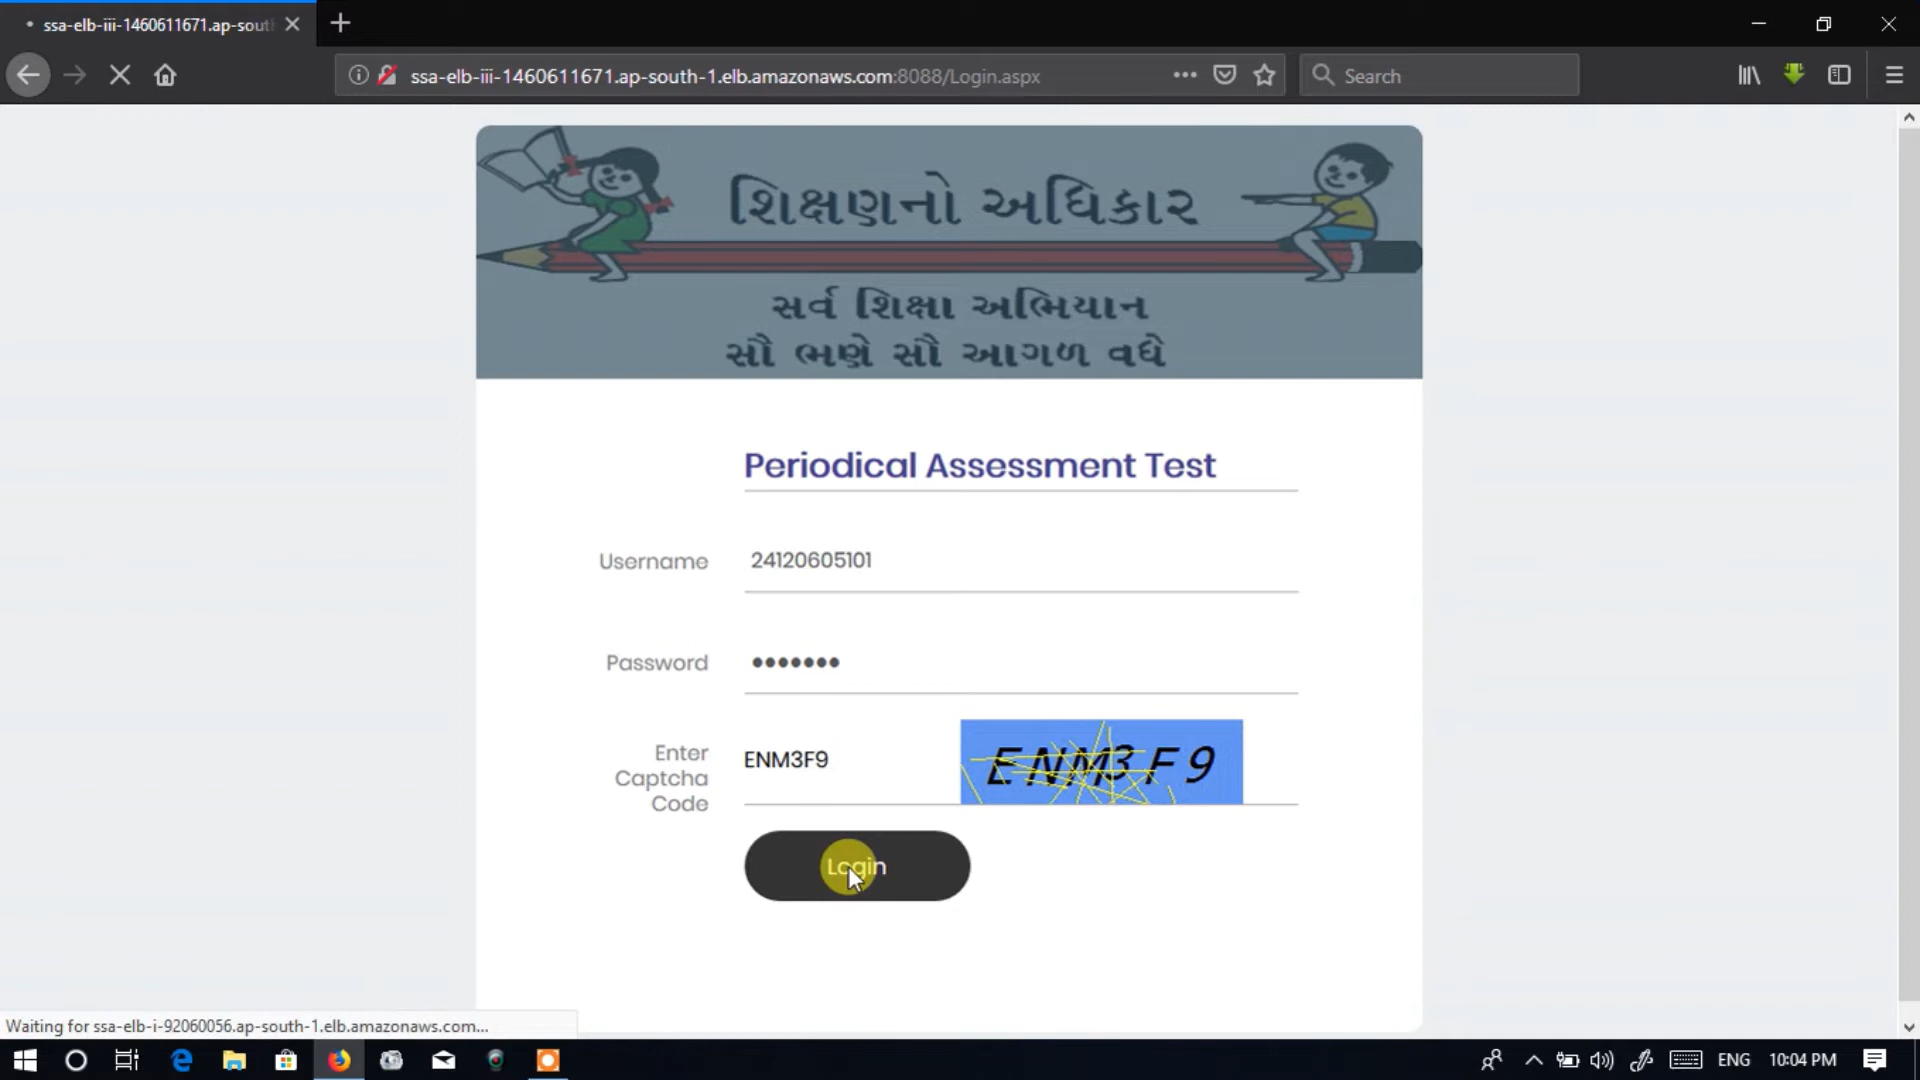 ssa-elb-iii-1460611671.ap-sout
ssa-elb-iii-1460611671.ap-south-1.elb.amazonaws.com:8088/Login.aspx
Search
શિક્ષણનો અધિકાર
સર્વ શિક્ષા અભિયાન
સૌ ભણે સૌ આગળ વધે
Periodical Assessment Test
Username 24120605101
Password •••••••
Enter Captcha Code ENM3F9 ENM3F9
Login
Waiting for ssa-elb-i-92060056.ap-south-1.elb.amazonaws.com...
ENG 10:04 PM